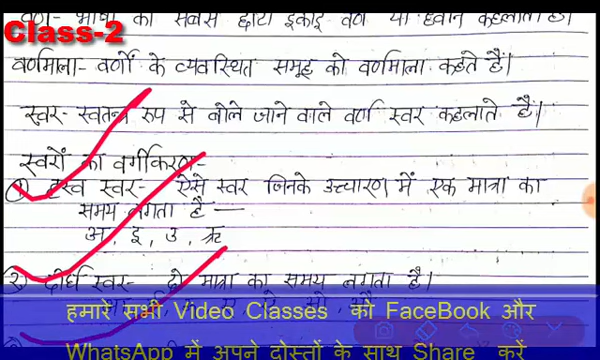 वर्ण- भाषा की सबसे छोटी इकाई वर्ण या ध्वनि कहलाती है।
Class-2
वर्णमाला- वर्णों के व्यवस्थित समूह को वर्णमाला कहते हैं।
स्वर- स्वतन्त्र रुप से बोले जाने वाले वर्ण स्वर कहलाते हैं।
स्वरों का वर्गीकरण-
① ह्रस्व स्वर- ऐसे स्वर जिनके उच्चारण में एक मात्रा का
समय लगता है —
अ, इ, उ, ऋ
२) दीर्घ स्वर- दो मात्रा का समय लगता है।
हमारे सभी Video Classes को FaceBook और
WhatsApp में अपने दोस्तों के साथ Share करें